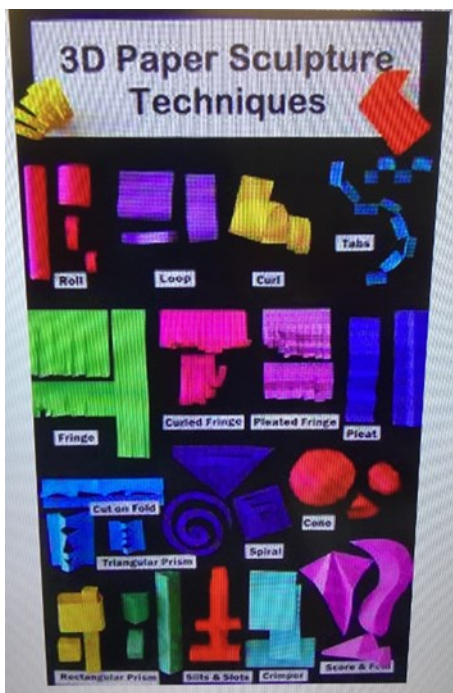 3D Paper Sculpture
Techniques
Roll
Loop
Curl
Tabs
Fringe
Curled Fringe
Pleated Fringe
Pleat
Cut on Fold
Triangular Prism
Spiral
Cone
Rectangular Prism
Slits & Slots
Crimper
Score & Fold